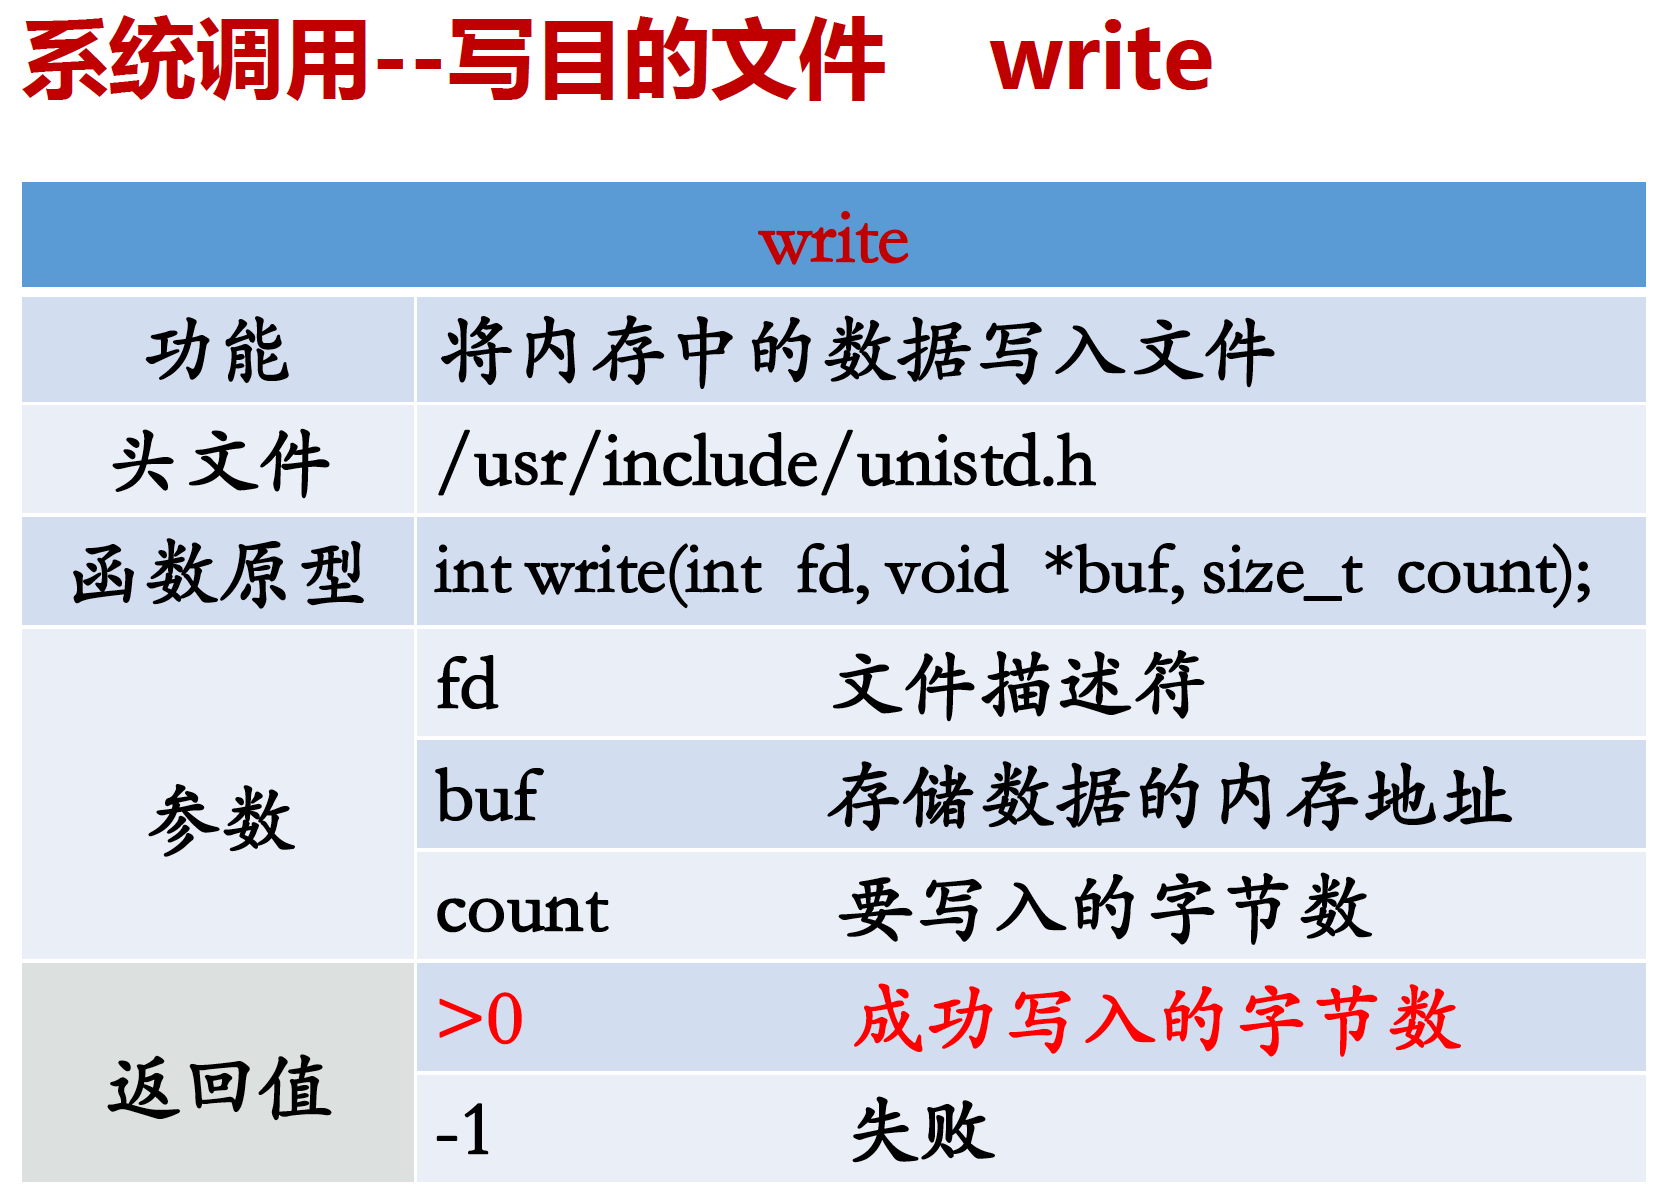 系统调用--写目的文件 write
write
功能 将内存中的数据写入文件
头文件 /usr/include/unistd.h
函数原型 int write(int fd, void *buf, size_t count);
参数
fd 文件描述符
buf 存储数据的内存地址
count 要写入的字节数
返回值
>0 成功写入的字节数
-1 失败